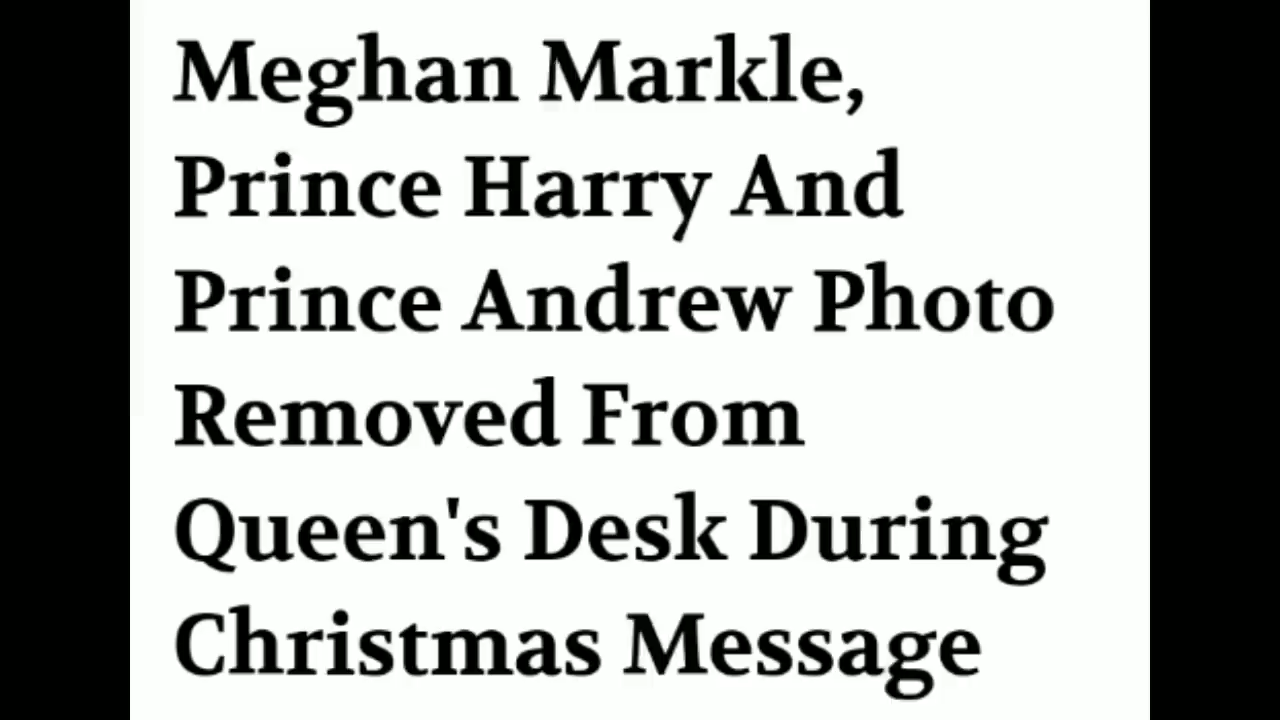 Meghan Markle,
Prince Harry And
Prince Andrew Photo
Removed From
Queen's Desk During
Christmas Message